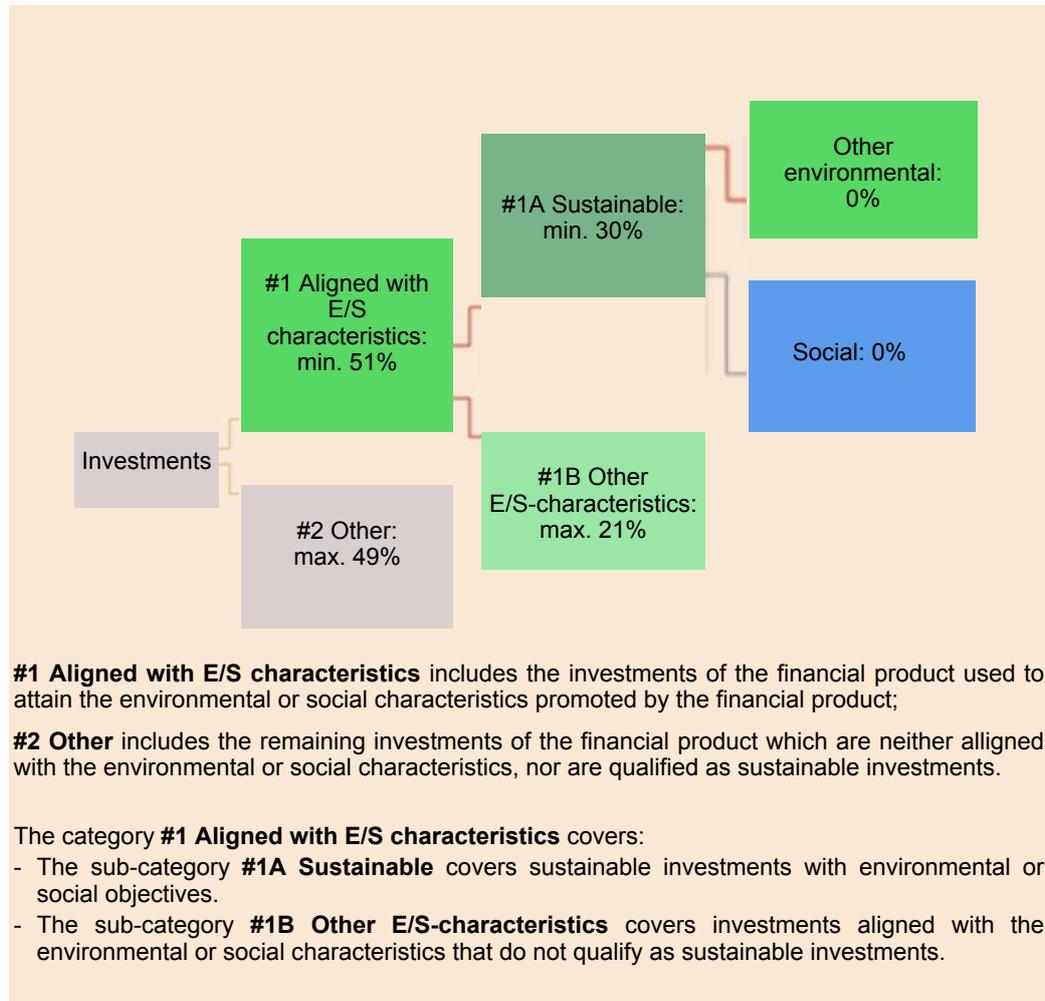 Other
environmental:
0%
#1A Sustainable:
min. 30%
#1 Aligned with
E/S
characteristics:
min. 51%
Social: 0%
Investments
#1B Other
E/S-characteristics:
max. 21%
#2 Other:
max. 49%
#1 Aligned with E/S characteristics includes the investments of the financial product used to
attain the environmental or social characteristics promoted by the financial product;
#2 Other includes the remaining investments of the financial product which are neither alligned
with the environmental or social characteristics, nor are qualified as sustainable investments.
The category #1 Aligned with E/S characteristics covers:
- The sub-category #1A Sustainable covers sustainable investments with environmental or
social objectives.
- The sub-category #1B Other E/S-characteristics covers investments aligned with the
environmental or social characteristics that do not qualify as sustainable investments.